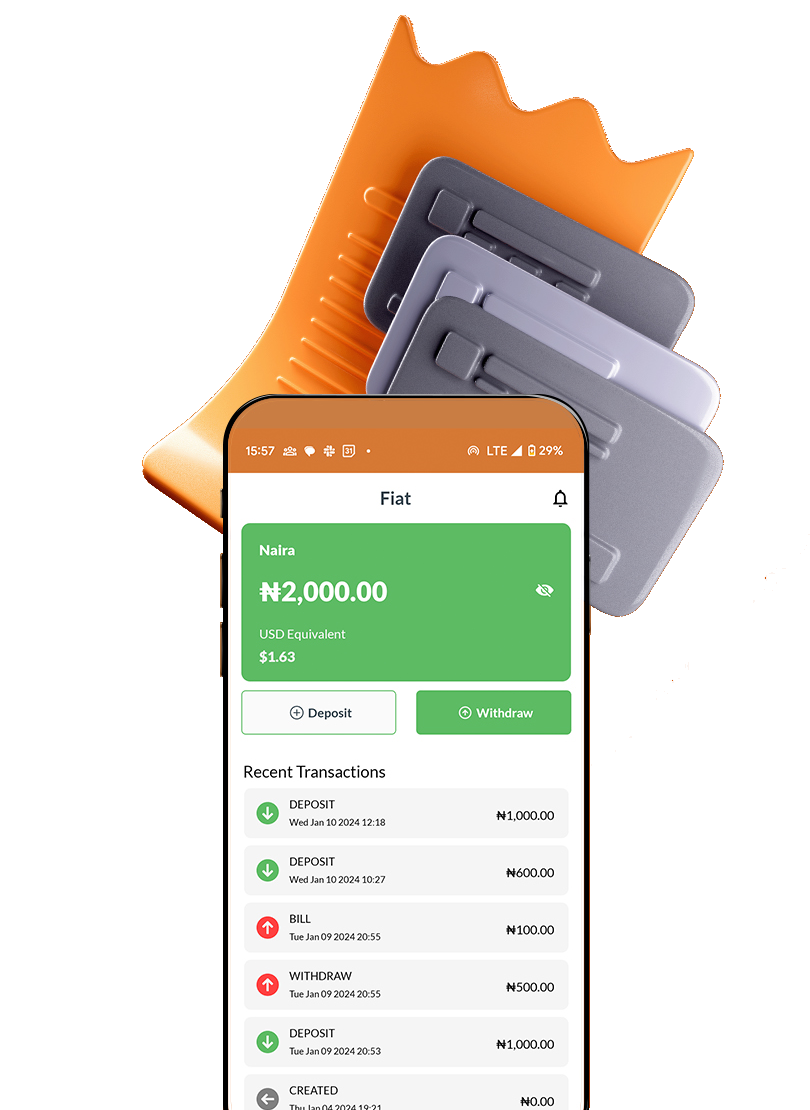 15:57 31 LTE 29%
Fiat
Naira
₦2,000.00
USD Equivalent
$1.63
Deposit Withdraw
Recent Transactions
DEPOSIT
Wed Jan 10 2024 12:18 ₦1,000.00
DEPOSIT
Wed Jan 10 2024 10:27 ₦600.00
BILL
Tue Jan 09 2024 20:55 ₦100.00
WITHDRAW
Tue Jan 09 2024 20:55 ₦500.00
DEPOSIT
Tue Jan 09 2024 20:53 ₦1,000.00
CREATED
Thu Jan 04 2024 19:21 ₦0.00